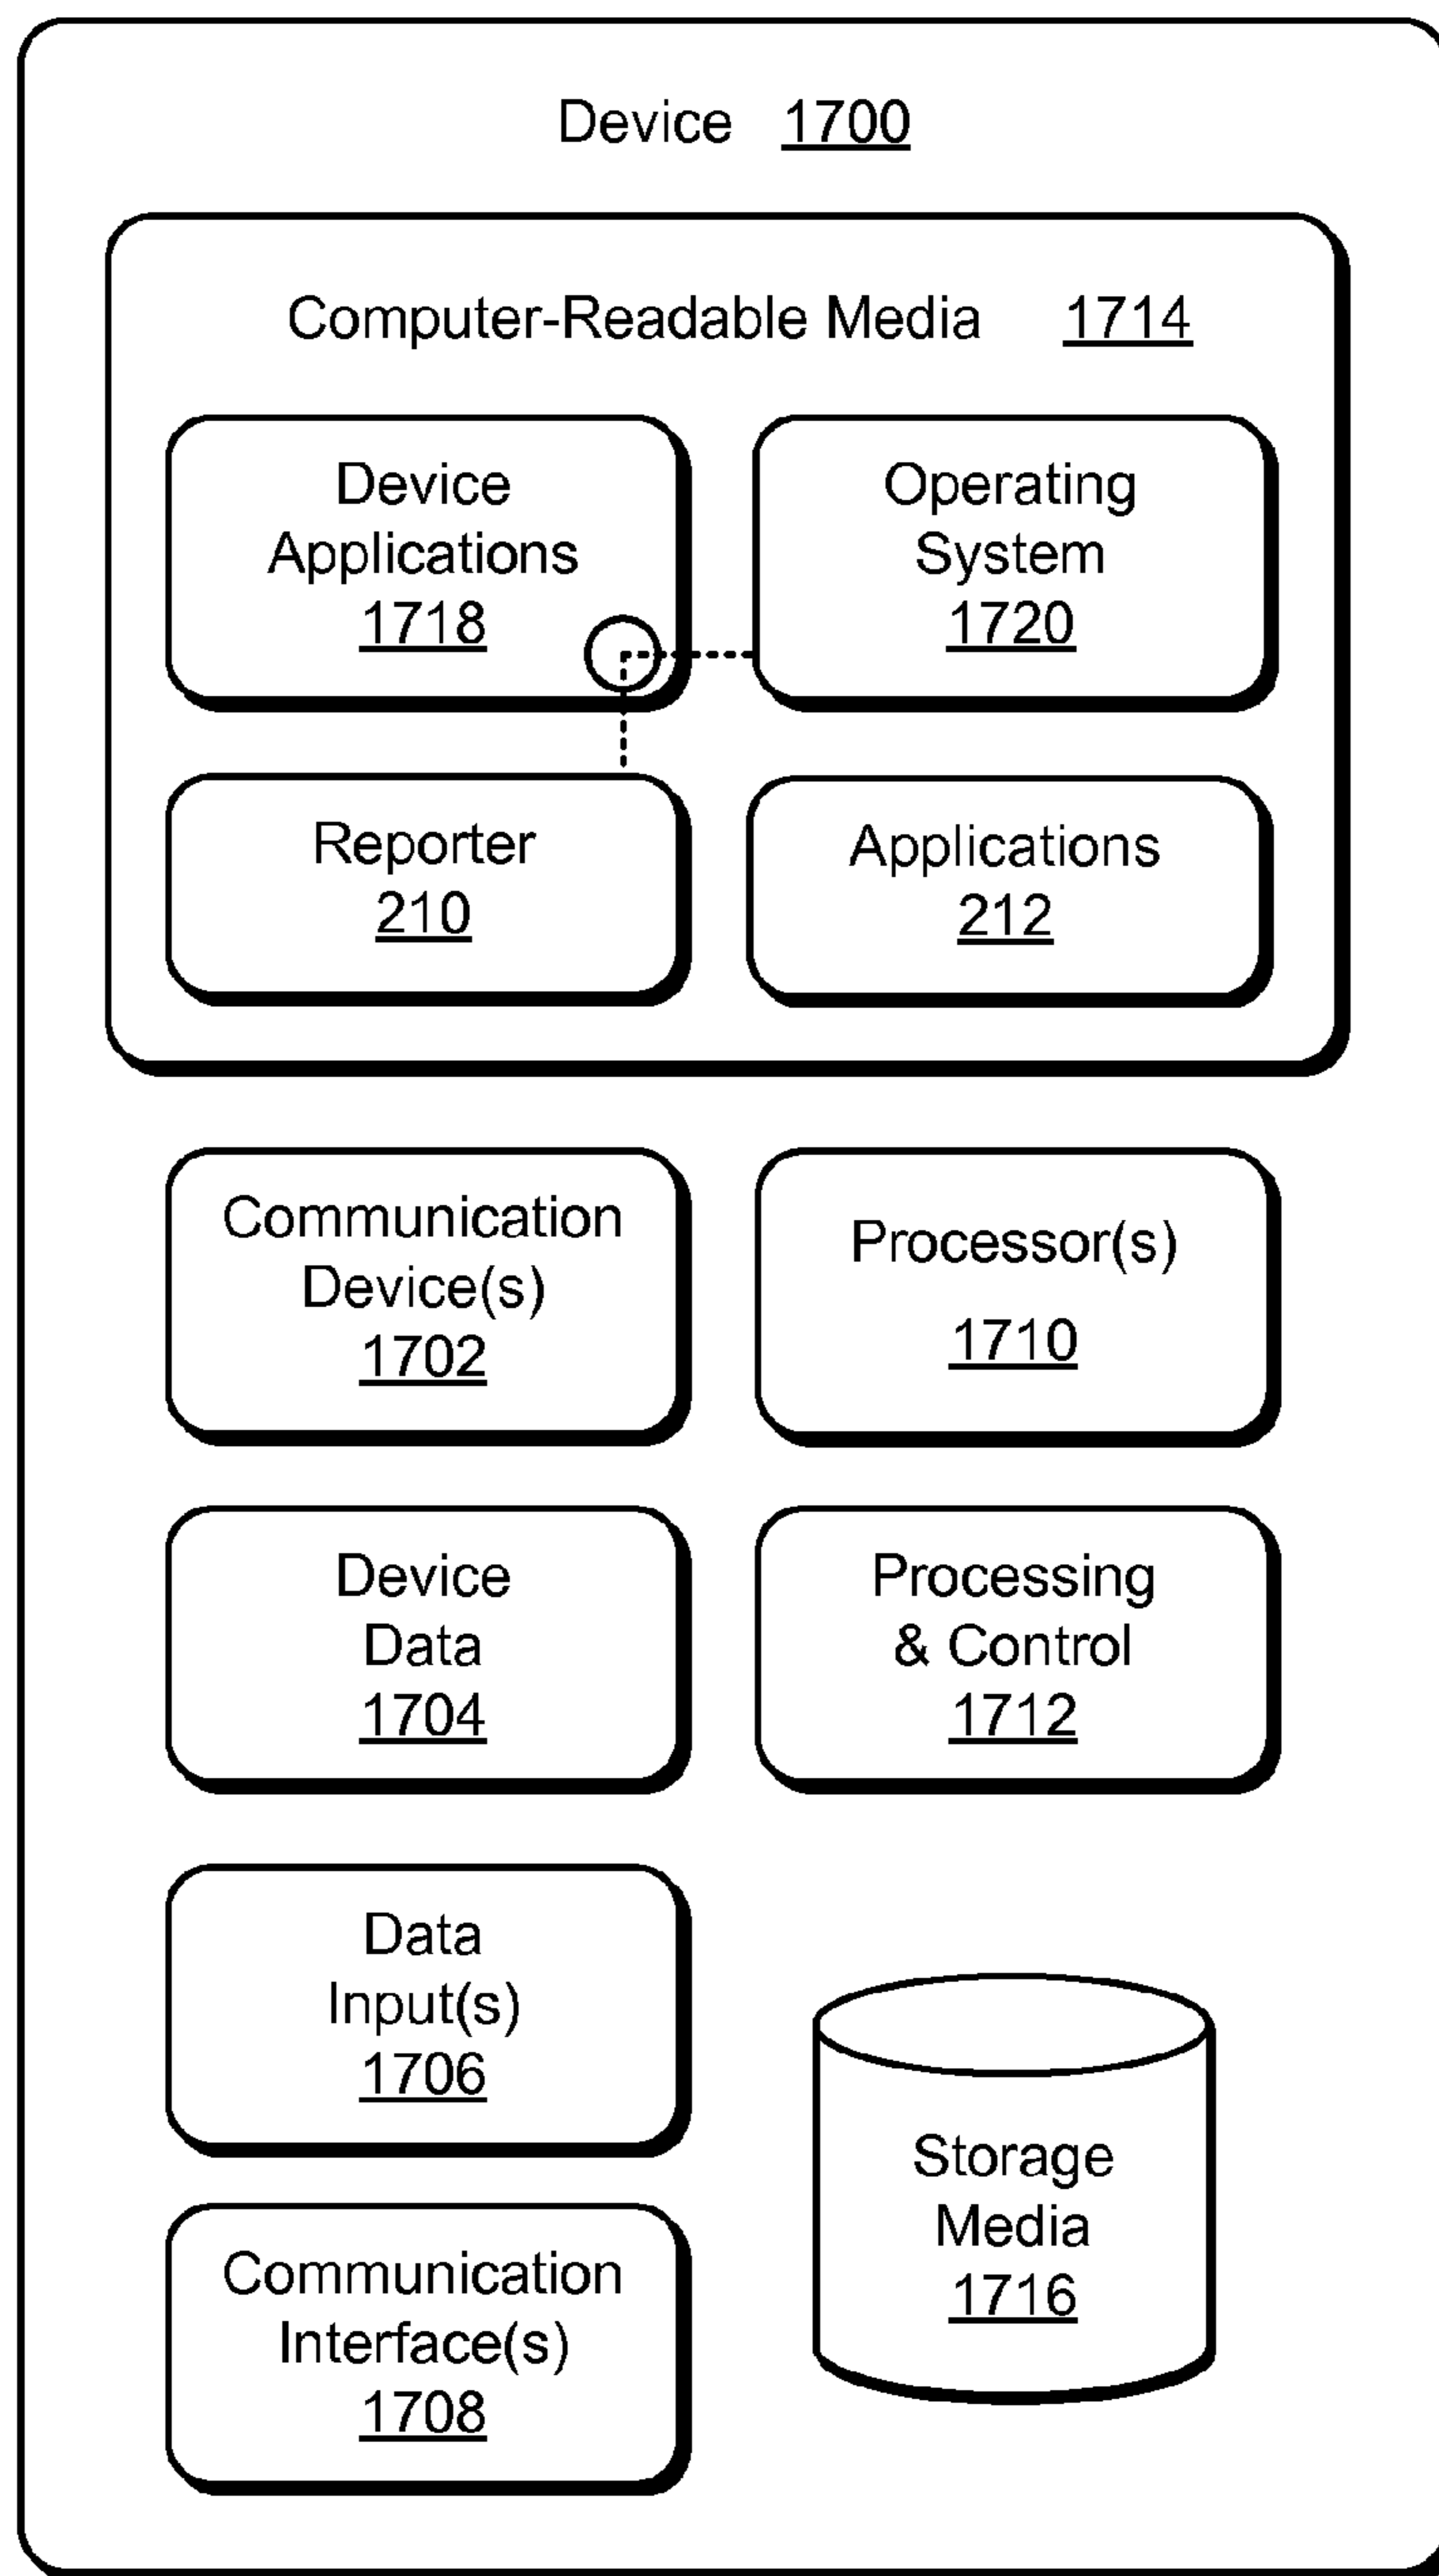 Device 1700
Computer-Readable Media 1714
Device
Applications
1718
Operating
System
1720
Reporter
210
Applications
212
Communication
Device(s)
1702
Processor(s)
1710
Device
Data
1704
Processing
& Control
1712
Data
Input(s)
1706
Storage
Media
1716
Communication
Interface(s)
1708